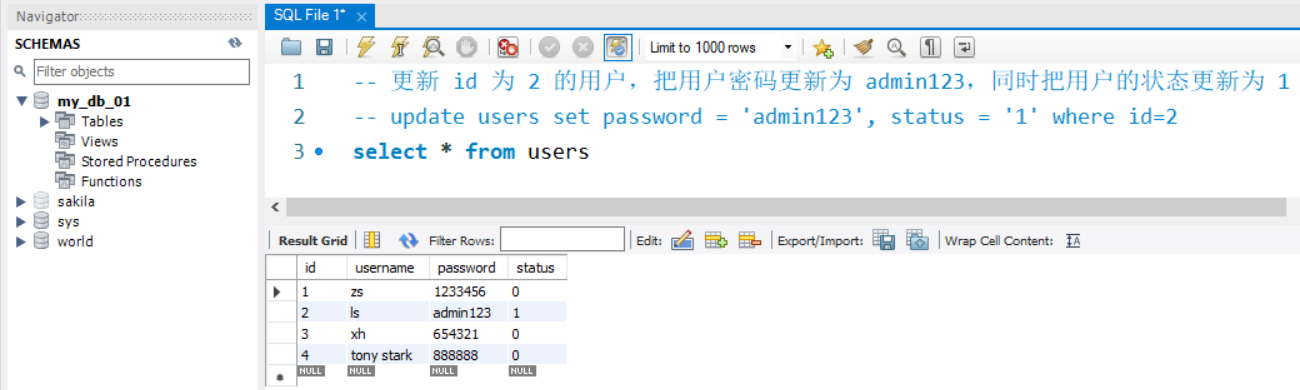 Navigator
SQL File 1*
SCHEMAS
Limit to 1000 rows
Filter objects
my_db_01
Tables
Views
Stored Procedures
Functions
sakila
sys
world
1 -- 更新 id 为 2 的用户，把用户密码更新为 admin123，同时把用户的状态更新为 1
2 -- update users set password = 'admin123', status = '1' where id=2
3 select * from users
Result Grid Filter Rows: Edit: Export/Import: Wrap Cell Content:
id username password status
1 zs 1233456 0
2 ls admin123 1
3 xh 654321 0
4 tony stark 888888 0
NULL NULL NULL NULL